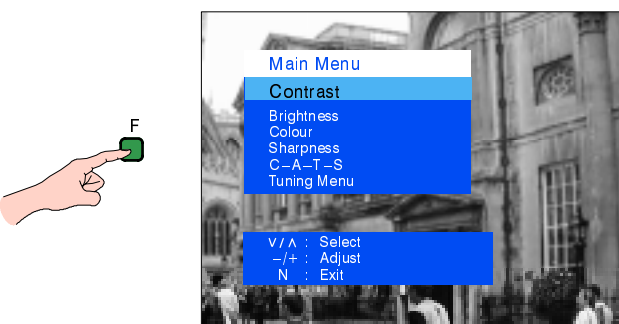 F
Main Menu
Contrast
Brightness
Colour
Sharpness
C–A–T–S
Tuning Menu
∨/∧ : Select
–/+ : Adjust
N : Exit